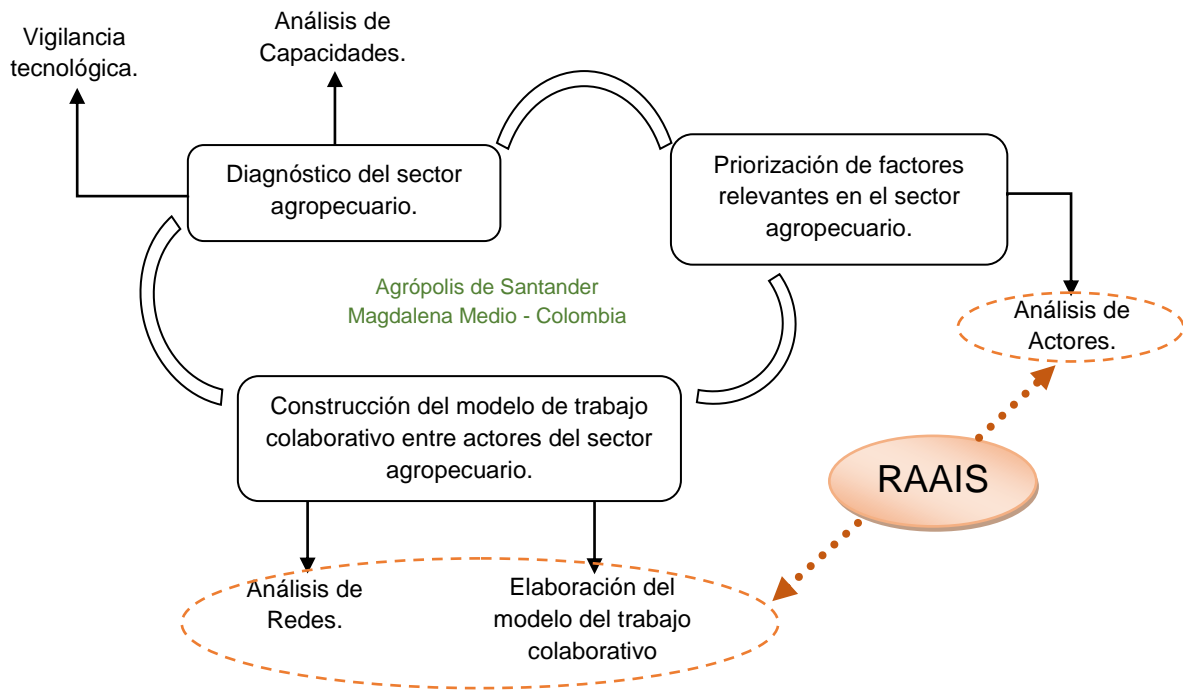 Vigilancia
tecnológica.
Análisis de
Capacidades.
Diagnóstico del sector
agropecuario.
Priorización de factores
relevantes en el sector
agropecuario.
Agrópolis de Santander
Magdalena Medio - Colombia
Análisis de
Actores.
Construcción del modelo de trabajo
colaborativo entre actores del sector
agropecuario.
RAAIS
Análisis de
Redes.
Elaboración del
modelo del trabajo
colaborativo